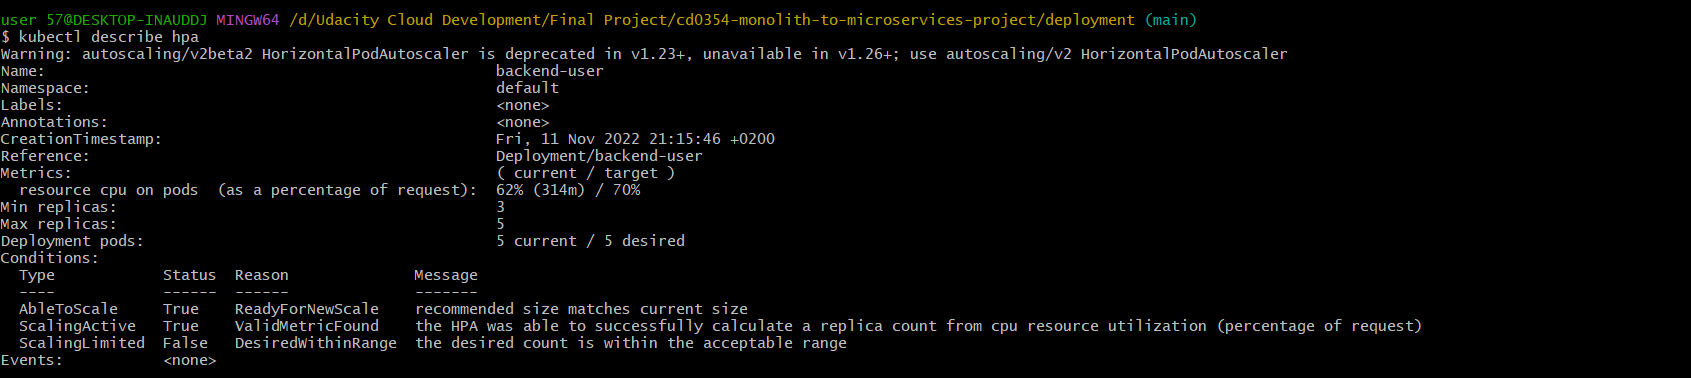 user 57@DESKTOP-INAUDDJ MINGW64 /d/Udacity Cloud Development/Final Project/cd0354-monolith-to-microservices-project/deployment (main)
$ kubectl describe hpa
Warning: autoscaling/v2beta2 HorizontalPodAutoscaler is deprecated in v1.23+, unavailable in v1.26+; use autoscaling/v2 HorizontalPodAutoscaler
Name:                                                  backend-user
Namespace:                                             default
Labels:                                                <none>
Annotations:                                           <none>
CreationTimestamp:                                     Fri, 11 Nov 2022 21:15:46 +0200
Reference:                                             Deployment/backend-user
Metrics:                                               ( current / target )
  resource cpu on pods  (as a percentage of request):  62% (314m) / 70%
Min replicas:                                          3
Max replicas:                                          5
Deployment pods:                                       5 current / 5 desired
Conditions:
  Type            Status  Reason              Message
  ----            ------  ------              -------
  AbleToScale     True    ReadyForNewScale    recommended size matches current size
  ScalingActive   True    ValidMetricFound    the HPA was able to successfully calculate a replica count from cpu resource utilization (percentage of request)
  ScalingLimited  False   DesiredWithinRange  the desired count is within the acceptable range
Events:           <none>